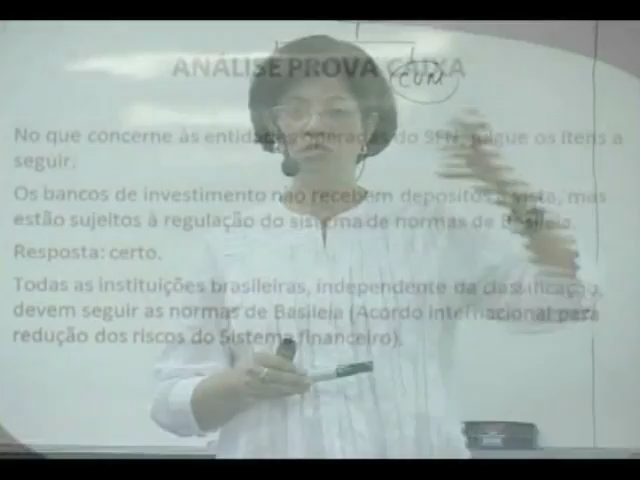 ANÁLISE PROVA CAIXA
CVM
No que concerne às entidades operadas do SFN, julgue os itens a
seguir.
Os bancos de investimento não recebem depósitos à vista, mas
estão sujeitos à regulação do sistema de normas de Basileia.
Resposta: certo.
Todas as instituições brasileiras, independente da classificação,
devem seguir as normas de Basileia (Acordo internacional para
redução dos riscos do Sistema financeiro).